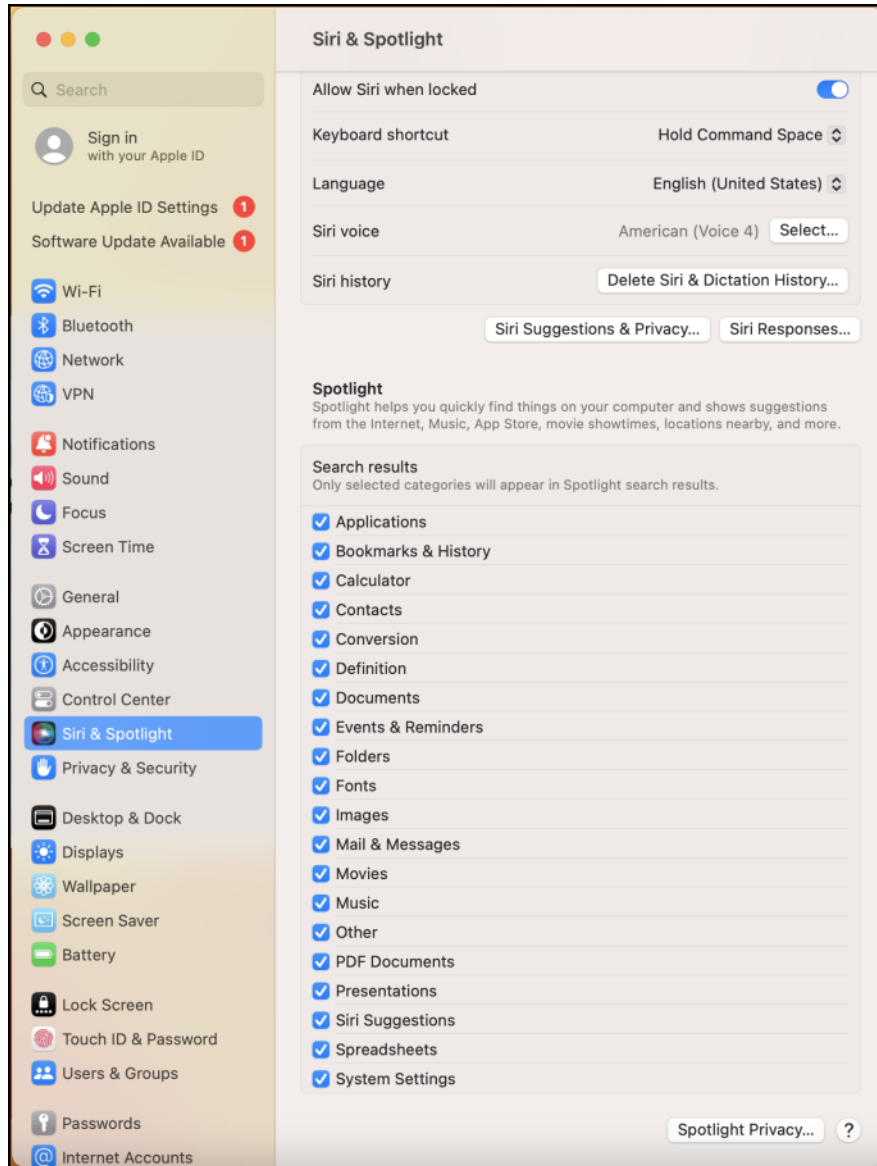 Siri & Spotlight
Search
Sign in
with your Apple ID
Update Apple ID Settings 1
Software Update Available 1
Wi-Fi
Bluetooth
Network
VPN
Notifications
Sound
Focus
Screen Time
General
Appearance
Accessibility
Control Center
Siri & Spotlight
Privacy & Security
Desktop & Dock
Displays
Wallpaper
Screen Saver
Battery
Lock Screen
Touch ID & Password
Users & Groups
Passwords
Internet Accounts
Allow Siri when locked
Keyboard shortcut Hold Command Space
Language English (United States)
Siri voice American (Voice 4) Select...
Siri history Delete Siri & Dictation History...
Siri Suggestions & Privacy... Siri Responses...
Spotlight
Spotlight helps you quickly find things on your computer and shows suggestions
from the Internet, Music, App Store, movie showtimes, locations nearby, and more.
Search results
Only selected categories will appear in Spotlight search results.
Applications
Bookmarks & History
Calculator
Contacts
Conversion
Definition
Documents
Events & Reminders
Folders
Fonts
Images
Mail & Messages
Movies
Music
Other
PDF Documents
Presentations
Siri Suggestions
Spreadsheets
System Settings
Spotlight Privacy... ?